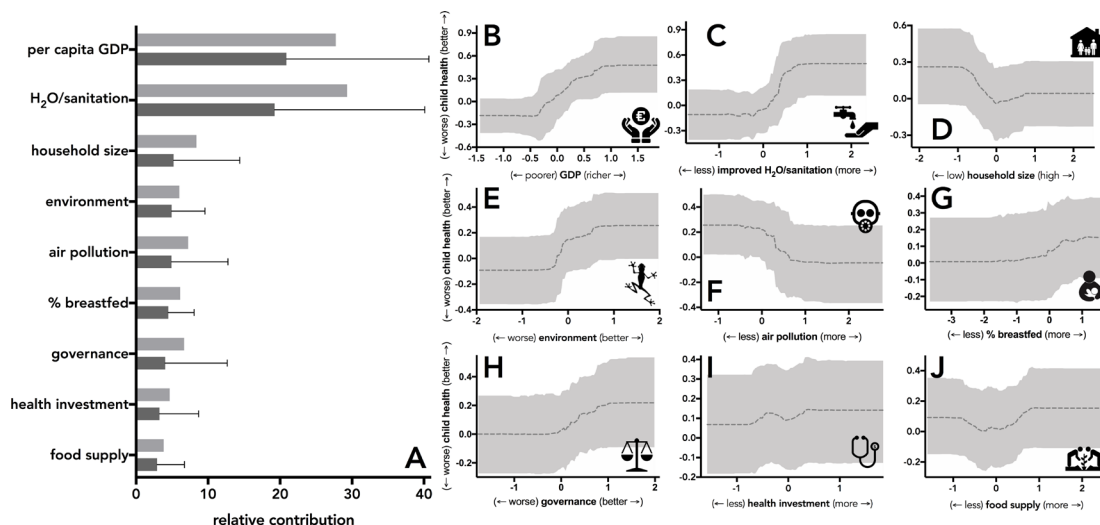 per capita GDP
H₂O/sanitation
household size
environment
air pollution
% breastfed
governance
health investment
food supply
0 10 20 30 40
relative contribution
A
B
(← worse) child health (better →)
0.9
0.6
0.3
0.0
-0.3
-0.6
-1.5 -1.0 -0.5 0.0 0.5 1.0 1.5
(← poorer) GDP (richer →)
C
0.9
0.6
0.3
0.0
-0.3
-1 0 1 2
(← less) improved H₂O/sanitation (more →)
D
0.6
0.3
0.0
-0.3
-2 -1 0 1 2
(← low) household size (high →)
E
(← worse) child health (better →)
0.4
0.2
0.0
-0.2
-0.4
-2 -1 0 1 2
(← worse) environment (better →)
F
0.4
0.2
0.0
-0.2
-0.4
-1 0 1 2
(← less) air pollution (more →)
G
0.4
0.3
0.2
0.1
0.0
-0.1
-0.2
-3 -2 -1 0 1
(← less) % breastfed (more →)
H
(← worse) child health (better →)
0.4
0.2
0.0
-0.2
-1 0 1 2
(← worse) governance (better →)
I
0.4
0.3
0.2
0.1
0.0
-0.1
-0.2
-1 0 1
(← less) health investment (more →)
J
0.4
0.2
0.0
-0.2
-1 0 1 2
(← less) food supply (more →)